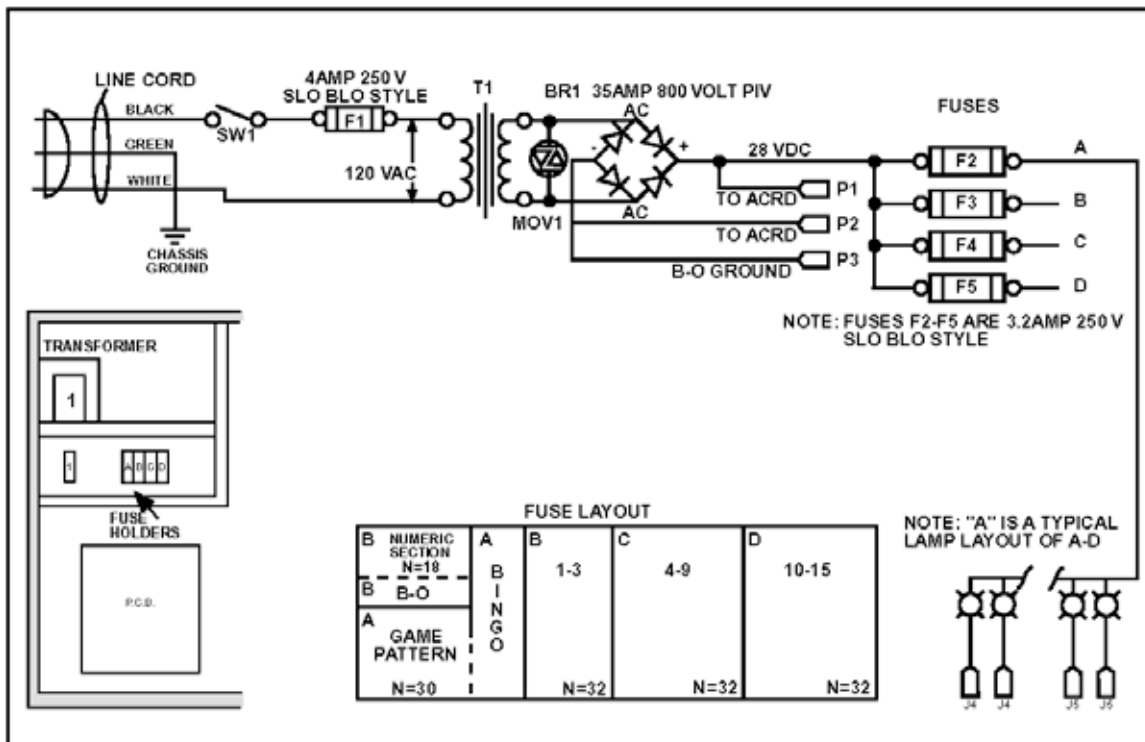 LINE CORD
BLACK
GREEN
WHITE
CHASSIS
GROUND
SW1
4AMP 250 V
SLO BLO STYLE
F1
120 VAC
T1
MOV1
BR1 35AMP 800 VOLT PIV
AC
-
+
AC
28 VDC
TO ACRD
P1
TO ACRD
P2
B-O GROUND
P3
FUSES
F2
A
F3
B
F4
C
F5
D
NOTE: FUSES F2-F5 ARE 3.2AMP 250 V
SLO BLO STYLE
TRANSFORMER
1
1
A B C D
FUSE
HOLDERS
P.C.B.
FUSE LAYOUT
B NUMERIC
SECTION
N=18
B B-O
A
GAME
PATTERN
N=30
A
B
I
N
G
O
B
1-3
N=32
C
4-9
N=32
D
10-15
N=32
NOTE: "A" IS A TYPICAL
LAMP LAYOUT OF A-D
J4 J4 J5 J5